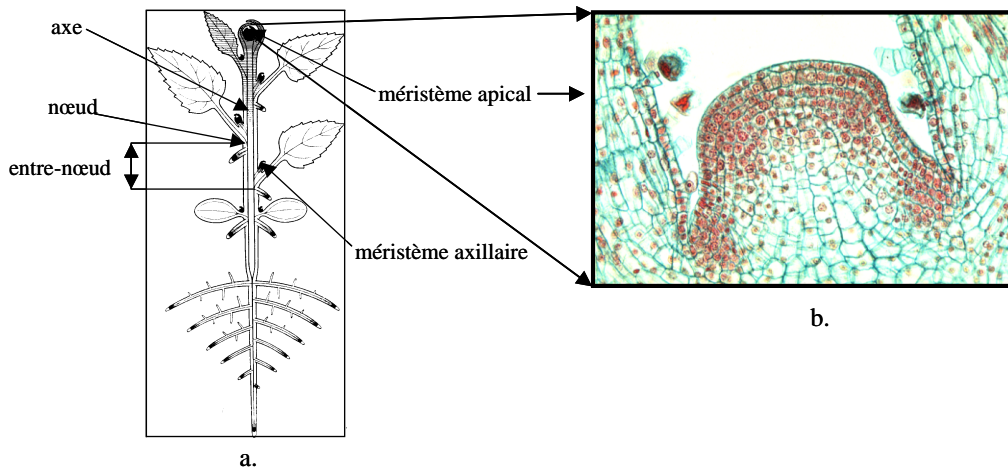 axe
nœud
entre-nœud
méristème apical
méristème axillaire
a.
b.